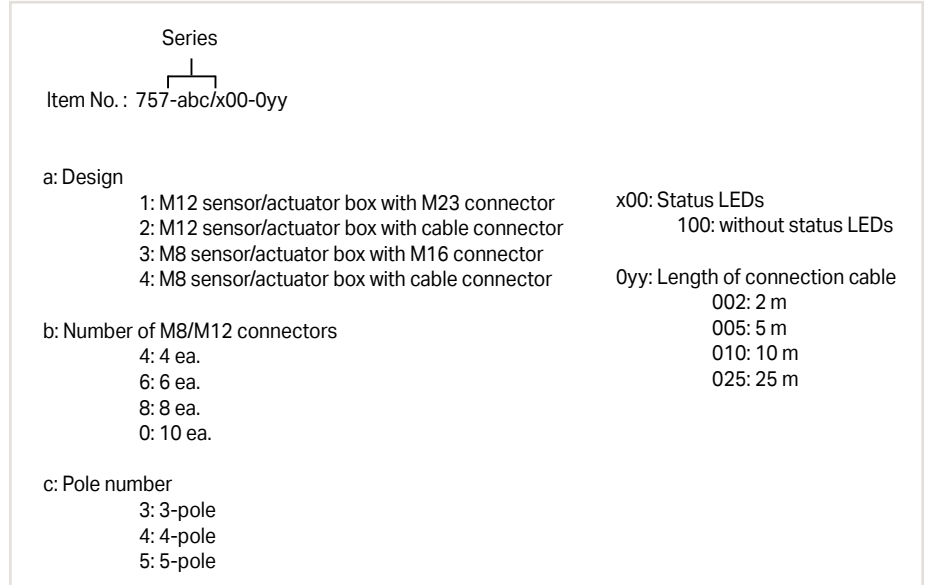 Series
Item No. : 757-abc/x00-0yy
a: Design
1: M12 sensor/actuator box with M23 connector
2: M12 sensor/actuator box with cable connector
3: M8 sensor/actuator box with M16 connector
4: M8 sensor/actuator box with cable connector
b: Number of M8/M12 connectors
4: 4 ea.
6: 6 ea.
8: 8 ea.
0: 10 ea.
c: Pole number
3: 3-pole
4: 4-pole
5: 5-pole
x00: Status LEDs
100: without status LEDs
0yy: Length of connection cable
002: 2 m
005: 5 m
010: 10 m
025: 25 m